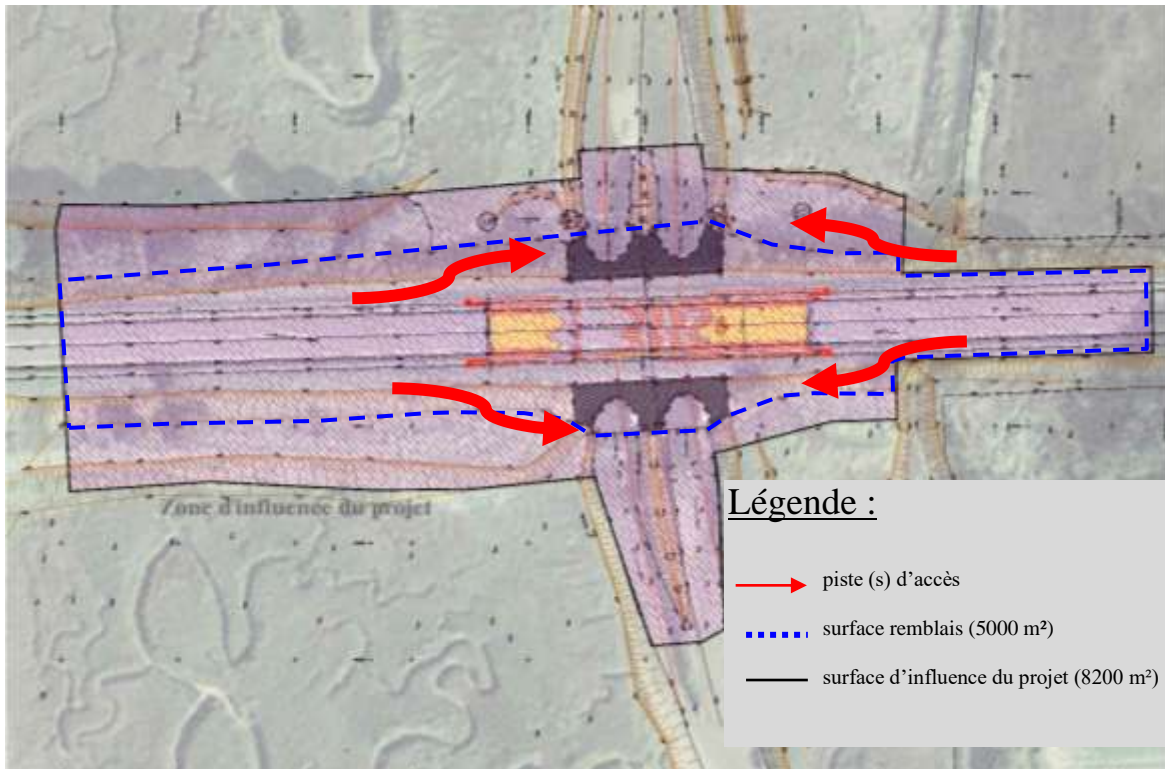 Zone d'influence du projet
Légende :
piste (s) d’accès
surface remblais (5000 m²)
surface d’influence du projet (8200 m²)